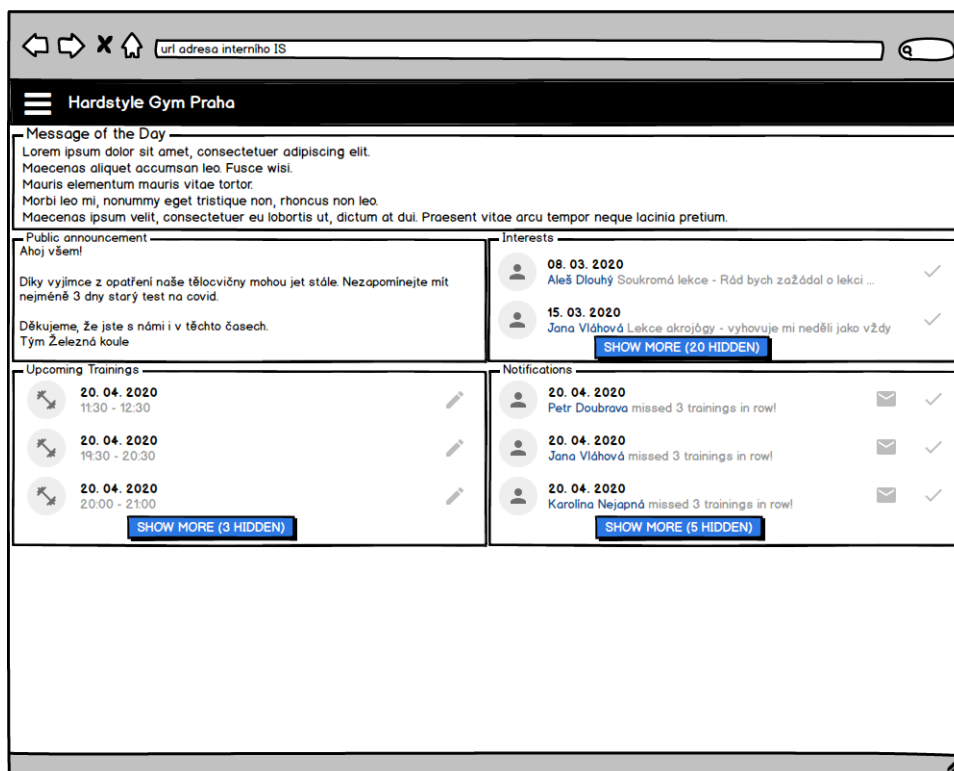 url adresa interního IS
Hardstyle Gym Praha
Message of the Day
Lorem ipsum dolor sit amet, consectetuer adipiscing elit.
Maecenas aliquet accumsan leo. Fusce wisi.
Mauris elementum mauris vitae tortor.
Morbi leo mi, nonummy eget tristique non, rhoncus non leo.
Maecenas ipsum velit, consectetuer eu lobortis ut, dictum at dui. Praesent vitae arcu tempor neque lacinia pretium.
Public announcement
Ahoj všem!
Díky vyjímce z opatření naše tělocvičny mohou jet stále. Nezapomínejte mít
nejméně 3 dny starý test na covid.
Děkujeme, že jste s námi i v těchto časech.
Tým Železná koule
Interests
08. 03. 2020
Aleš Dlouhý Soukromá lekce - Rád bych zažádal o lekci ...
15. 03. 2020
Jana Vláhová Lekce akrojógy - vyhovuje mi neděli jako vždy
SHOW MORE (20 HIDDEN)
Upcoming Trainings
20. 04. 2020
11:30 - 12:30
20. 04. 2020
19:30 - 20:30
20. 04. 2020
20:00 - 21:00
SHOW MORE (3 HIDDEN)
Notifications
20. 04. 2020
Petr Doubrava missed 3 trainings in row!
20. 04. 2020
Jana Vláhová missed 3 trainings in row!
20. 04. 2020
Karolína Nejapná missed 3 trainings in row!
SHOW MORE (5 HIDDEN)